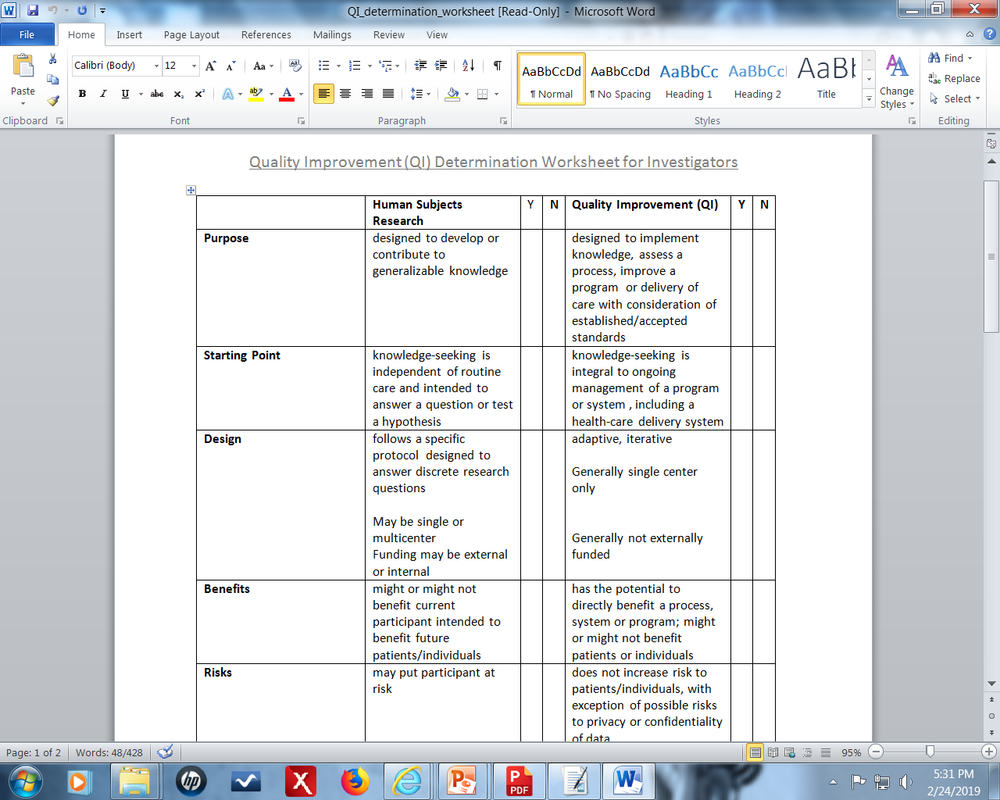 QI_determination_worksheet [Read-Only] - Microsoft Word
File Home Insert Page Layout References Mailings Review View
Calibri (Body) 12
Paste
Clipboard Font Paragraph Styles Editing
AaBbCcDd AaBbCcDd AaBbCc AaBbCc AaB
¶ Normal ¶ No Spacing Heading 1 Heading 2 Title
Change
Styles
Find
Replace
Select
Quality Improvement (QI) Determination Worksheet for Investigators
Human Subjects
Research
Y N Quality Improvement (QI) Y N
Purpose
designed to develop or
contribute to
generalizable knowledge
designed to implement
knowledge, assess a
process, improve a
program or delivery of
care with consideration of
established/accepted
standards
Starting Point
knowledge-seeking is
independent of routine
care and intended to
answer a question or test
a hypothesis
knowledge-seeking is
integral to ongoing
management of a program
or system , including a
health-care delivery system
Design
follows a specific
protocol designed to
answer discrete research
questions
May be single or
multicenter
Funding may be external
or internal
adaptive, iterative
Generally single center
only
Generally not externally
funded
Benefits
might or might not
benefit current
participant intended to
benefit future
patients/individuals
has the potential to
directly benefit a process,
system or program; might
or might not benefit
patients or individuals
Risks
may put participant at
risk
does not increase risk to
patients/individuals, with
exception of possible risks
to privacy or confidentiality
of data
Page: 1 of 2 Words: 48/428 95%
5:31 PM
2/24/2019